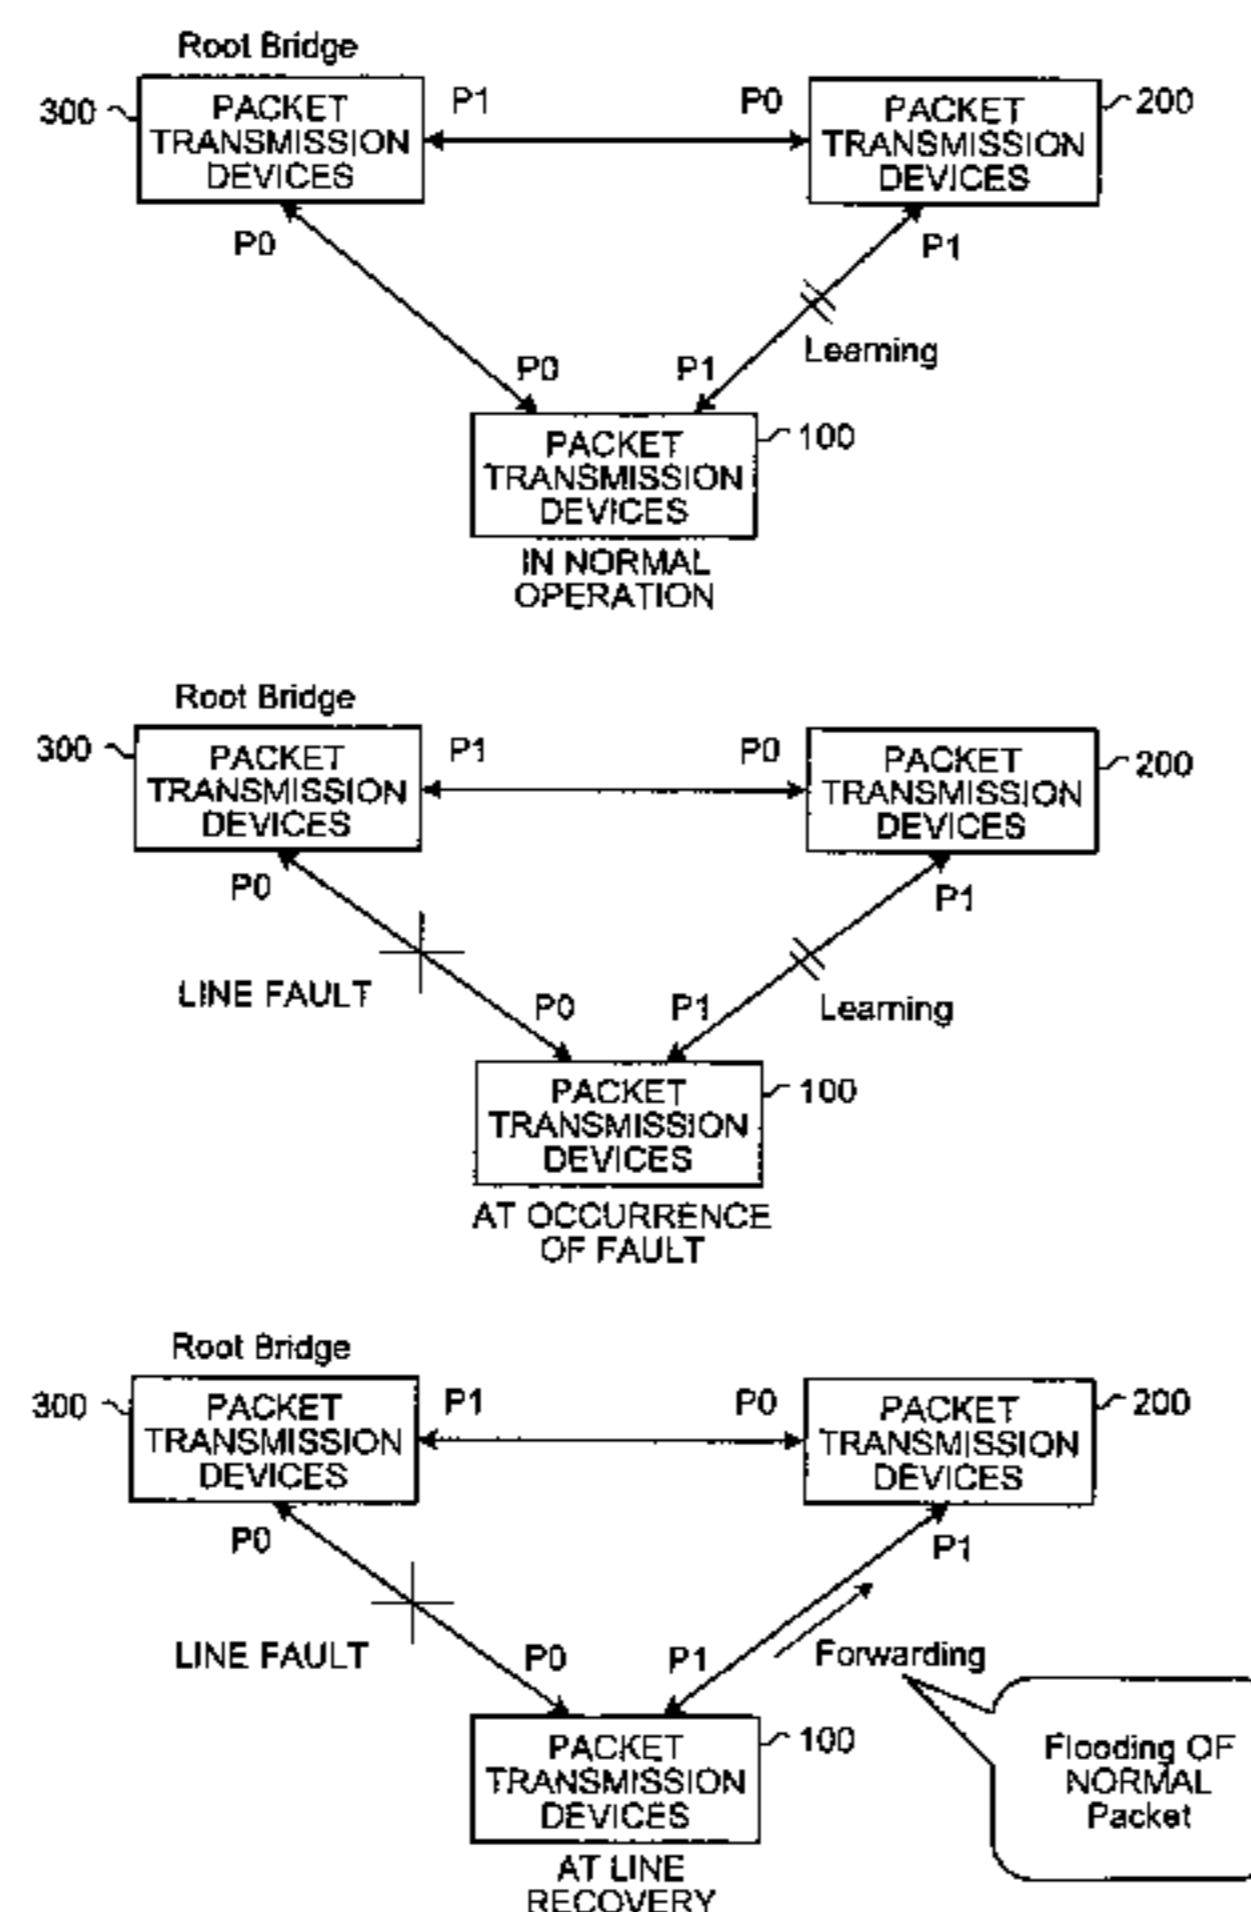 Root Bridge
300
PACKET
TRANSMISSION
DEVICES
P1
P0
PACKET
TRANSMISSION
DEVICES
200
P0
P1
Learning
P0
P1
PACKET
TRANSMISSION
DEVICES
100
IN NORMAL
OPERATION
Root Bridge
300
PACKET
TRANSMISSION
DEVICES
P1
P0
PACKET
TRANSMISSION
DEVICES
200
P0
P1
LINE FAULT
Learning
P0
P1
PACKET
TRANSMISSION
DEVICES
100
AT OCCURRENCE
OF FAULT
Root Bridge
300
PACKET
TRANSMISSION
DEVICES
P1
P0
PACKET
TRANSMISSION
DEVICES
200
P0
P1
LINE FAULT
Forwarding
P0
P1
PACKET
TRANSMISSION
DEVICES
100
Flooding OF
NORMAL
Packet
AT LINE
RECOVERY